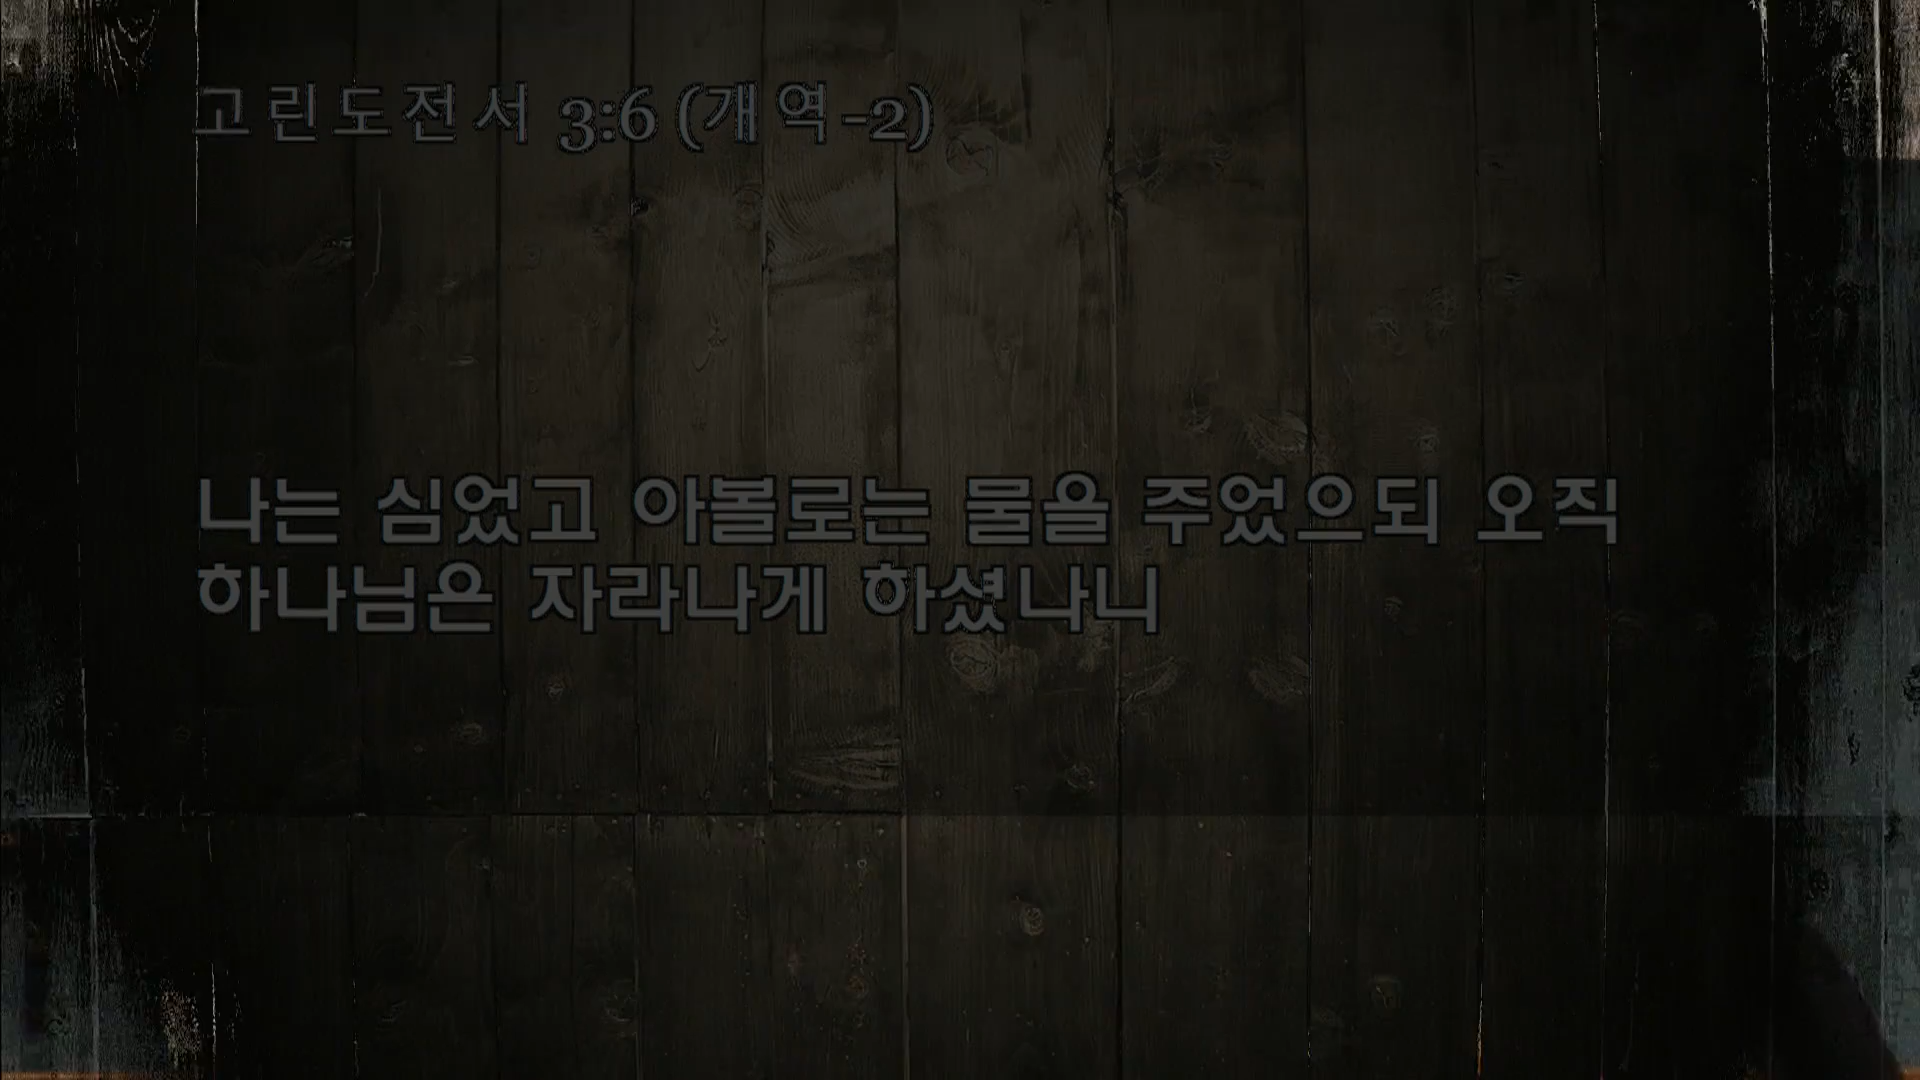 고린도전서 3:6 (개역-2)
나는 심었고 아볼로는 물을 주었으되 오직
하나님은 자라나게 하셨나니